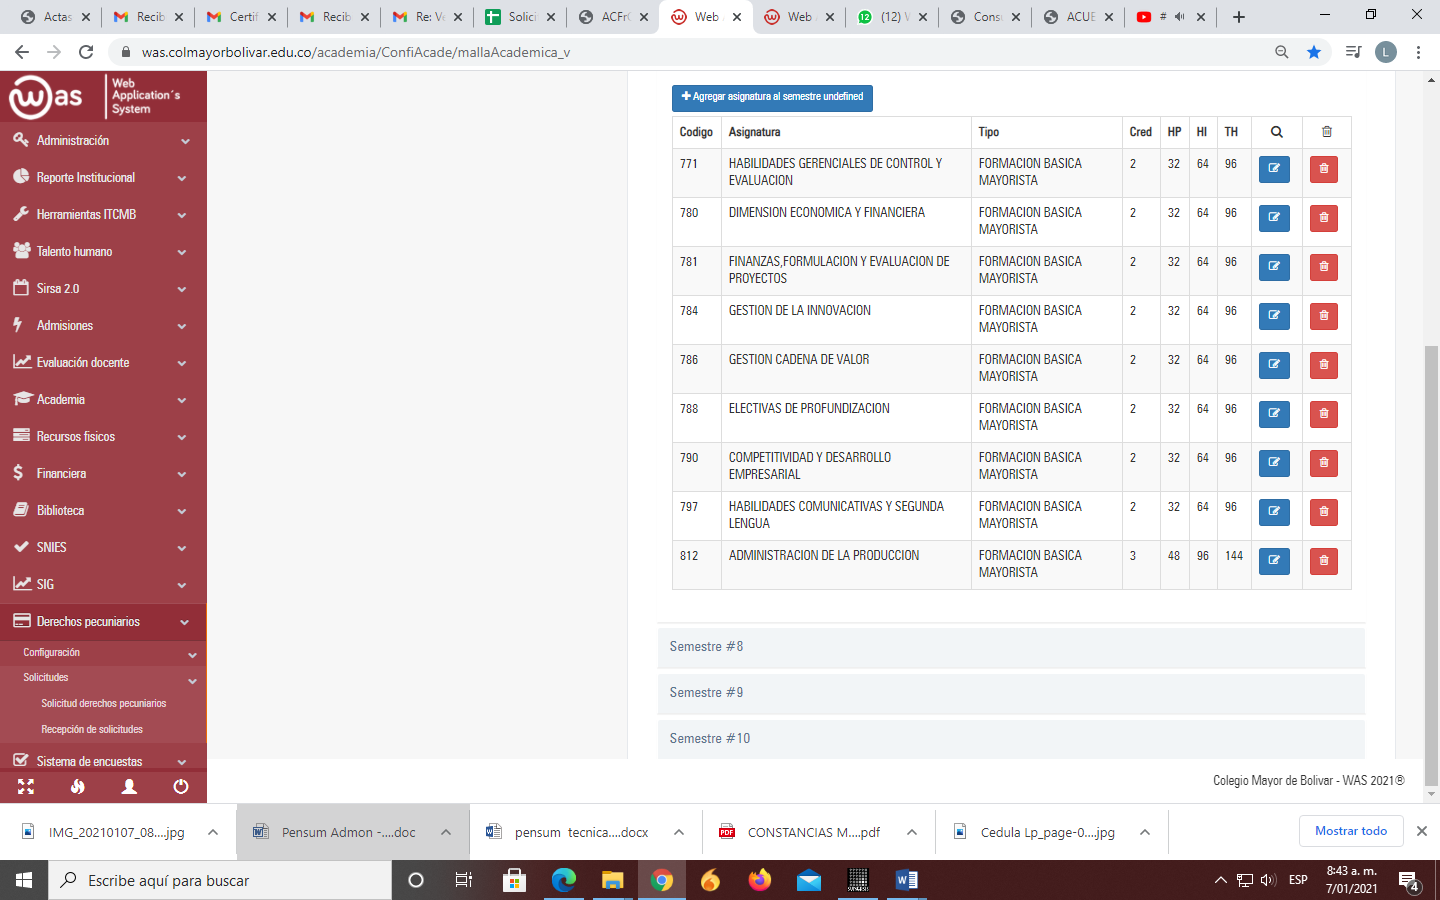 Actas
Recib
Certif
Recib
Re: Ve
Solicit
ACFrO
Web
Web
(12) W
Consu
ACUE
#
was.colmayorbolivar.edu.co/academia/ConfiAcade/mallaAcademica_v
L
was
Web
Application´s
System
Administración
Reporte Institucional
Herramientas ITCMB
Talento humano
Sirsa 2.0
Admisiones
Evaluación docente
Academia
Recursos fisicos
Financiera
Biblioteca
SNIES
SIG
Derechos pecuniarios
Configuración
Solicitudes
Solicitud derechos pecuniarios
Recepción de solicitudes
Sistema de encuestas
Agregar asignatura al semestre undefined
Codigo Asignatura Tipo Cred HP HI TH
771 HABILIDADES GERENCIALES DE CONTROL Y FORMACION BASICA 2 32 64 96
EVALUACION MAYORISTA
780 DIMENSION ECONOMICA Y FINANCIERA FORMACION BASICA 2 32 64 96
MAYORISTA
781 FINANZAS,FORMULACION Y EVALUACION DE FORMACION BASICA 2 32 64 96
PROYECTOS MAYORISTA
784 GESTION DE LA INNOVACION FORMACION BASICA 2 32 64 96
MAYORISTA
786 GESTION CADENA DE VALOR FORMACION BASICA 2 32 64 96
MAYORISTA
788 ELECTIVAS DE PROFUNDIZACION FORMACION BASICA 2 32 64 96
MAYORISTA
790 COMPETITIVIDAD Y DESARROLLO FORMACION BASICA 2 32 64 96
EMPRESARIAL MAYORISTA
797 HABILIDADES COMUNICATIVAS Y SEGUNDA FORMACION BASICA 2 32 64 96
LENGUA MAYORISTA
812 ADMINISTRACION DE LA PRODUCCION FORMACION BASICA 3 48 96 144
MAYORISTA
Semestre #8
Semestre #9
Semestre #10
Colegio Mayor de Bolivar - WAS 2021®
IMG_20210107_08....jpg
Pensum Admon -....doc
pensum tecnica....docx
CONSTANCIAS M....pdf
Cedula Lp_page-0....jpg
Mostrar todo
Escribe aquí para buscar
ESP
8:43 a. m.
7/01/2021
4